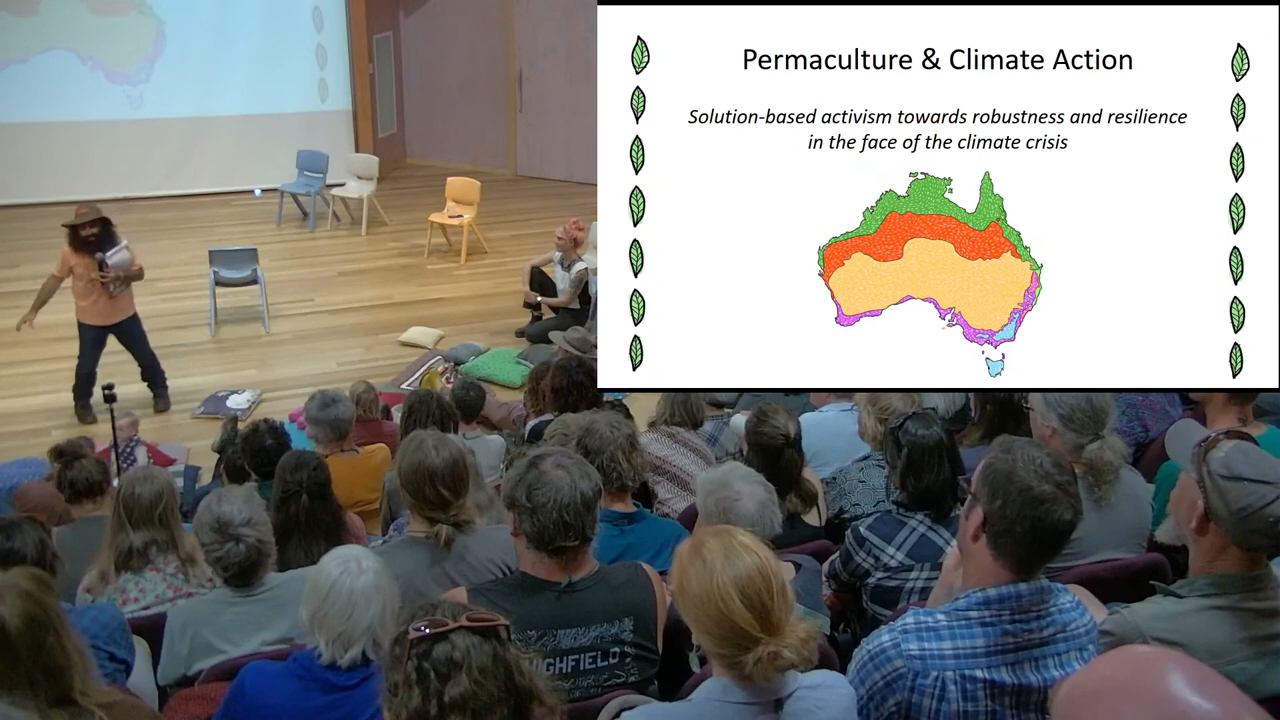 Permaculture & Climate Action
Solution-based activism towards robustness and resilience
in the face of the climate crisis
HIGHFIELD